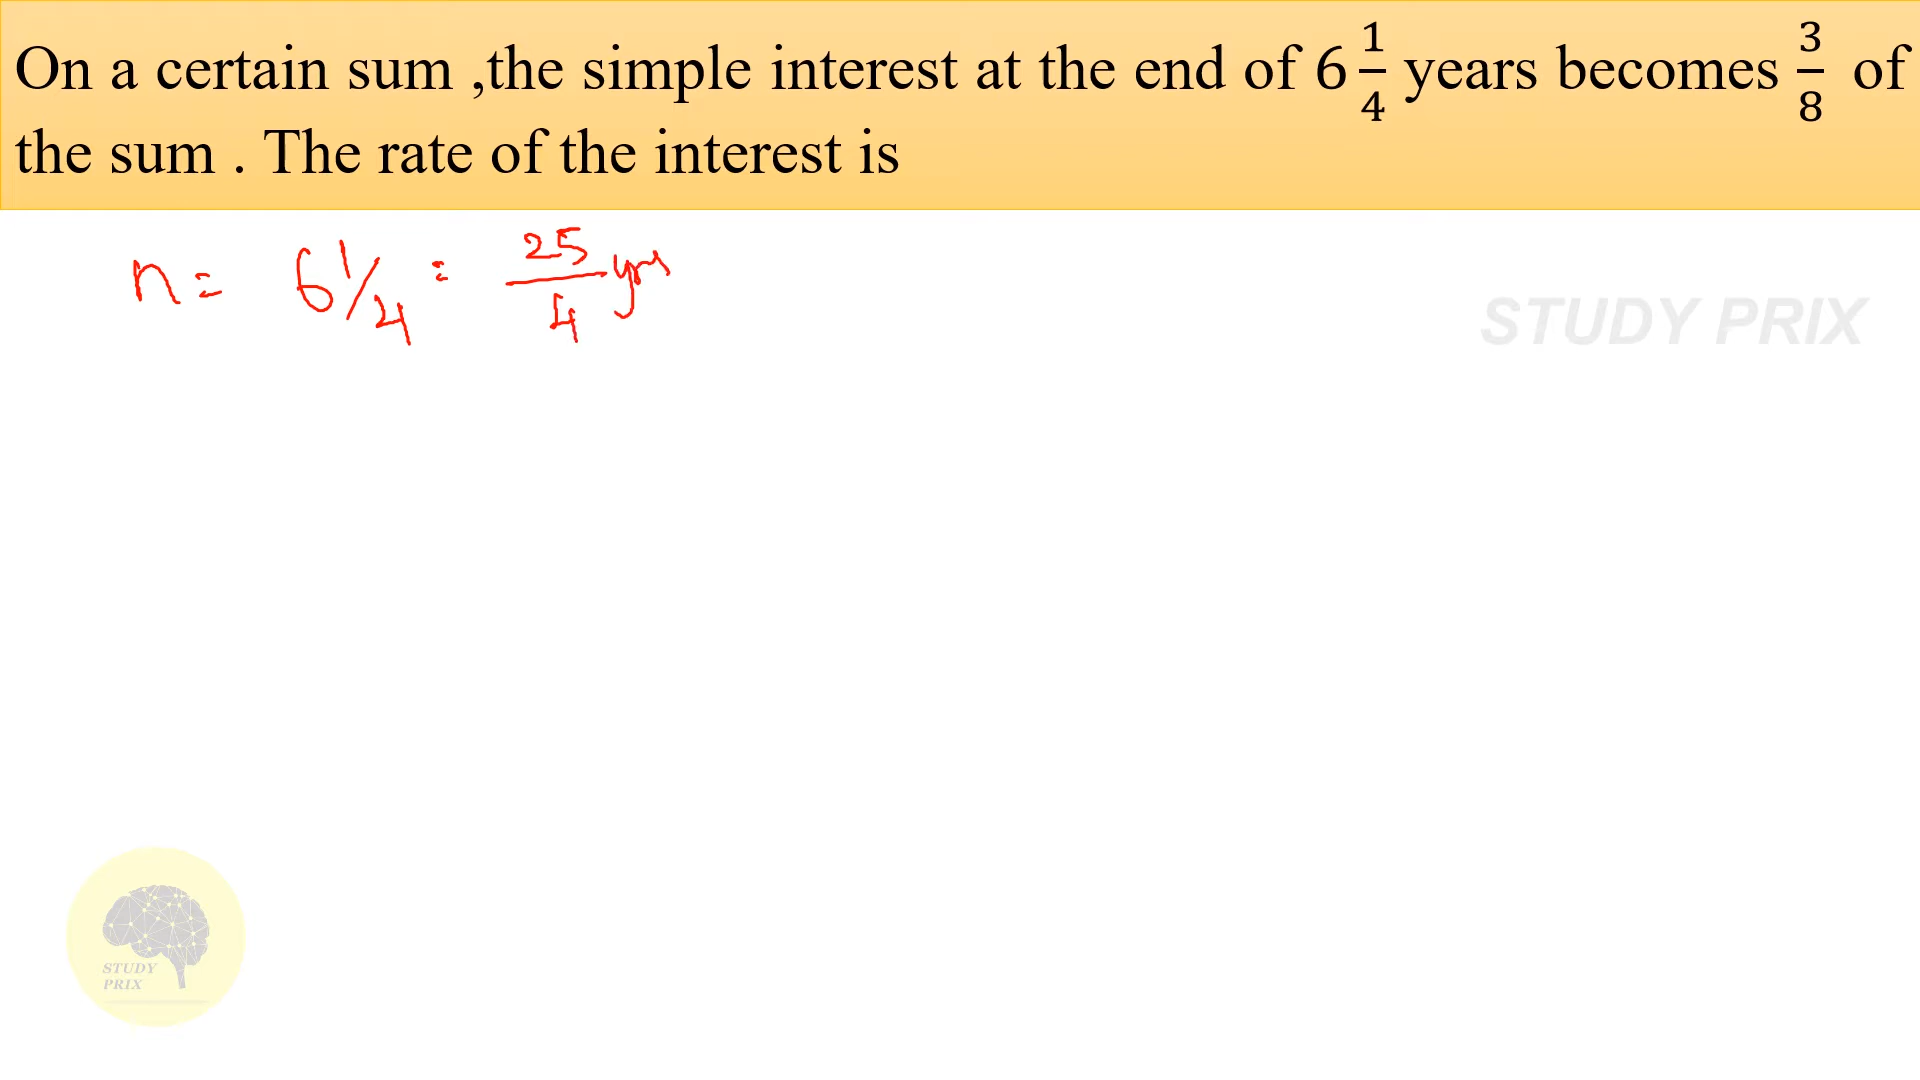 On a certain sum ,the simple interest at the end of 6 1/4 years becomes 3/8 of
the sum . The rate of the interest is
n = 6 1/4 = 25/4 yrs
STUDY PRIX
STUDY
PRIX